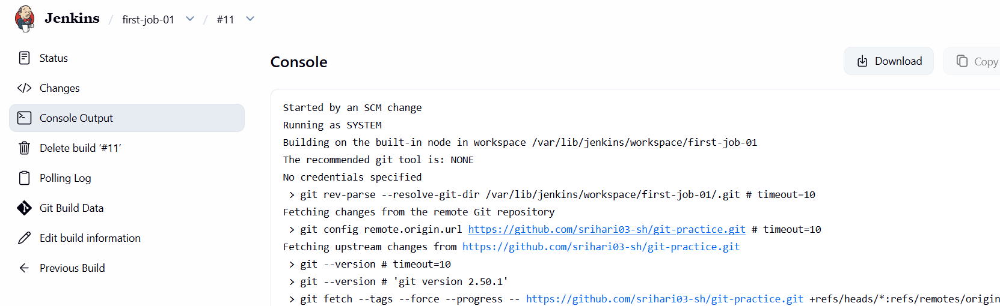 Jenkins / first-job-01 / #11
Status
Changes
Console Output
Delete build ‘#11’
Polling Log
Git Build Data
Edit build information
Previous Build
Console
Download
Copy
Started by an SCM change
Running as SYSTEM
Building on the built-in node in workspace /var/lib/jenkins/workspace/first-job-01
The recommended git tool is: NONE
No credentials specified
> git rev-parse --resolve-git-dir /var/lib/jenkins/workspace/first-job-01/.git # timeout=10
Fetching changes from the remote Git repository
> git config remote.origin.url https://github.com/srihari03-sh/git-practice.git # timeout=10
Fetching upstream changes from https://github.com/srihari03-sh/git-practice.git
> git --version # timeout=10
> git --version # 'git version 2.50.1'
> git fetch --tags --force --progress -- https://github.com/srihari03-sh/git-practice.git +refs/heads/*:refs/remotes/origin